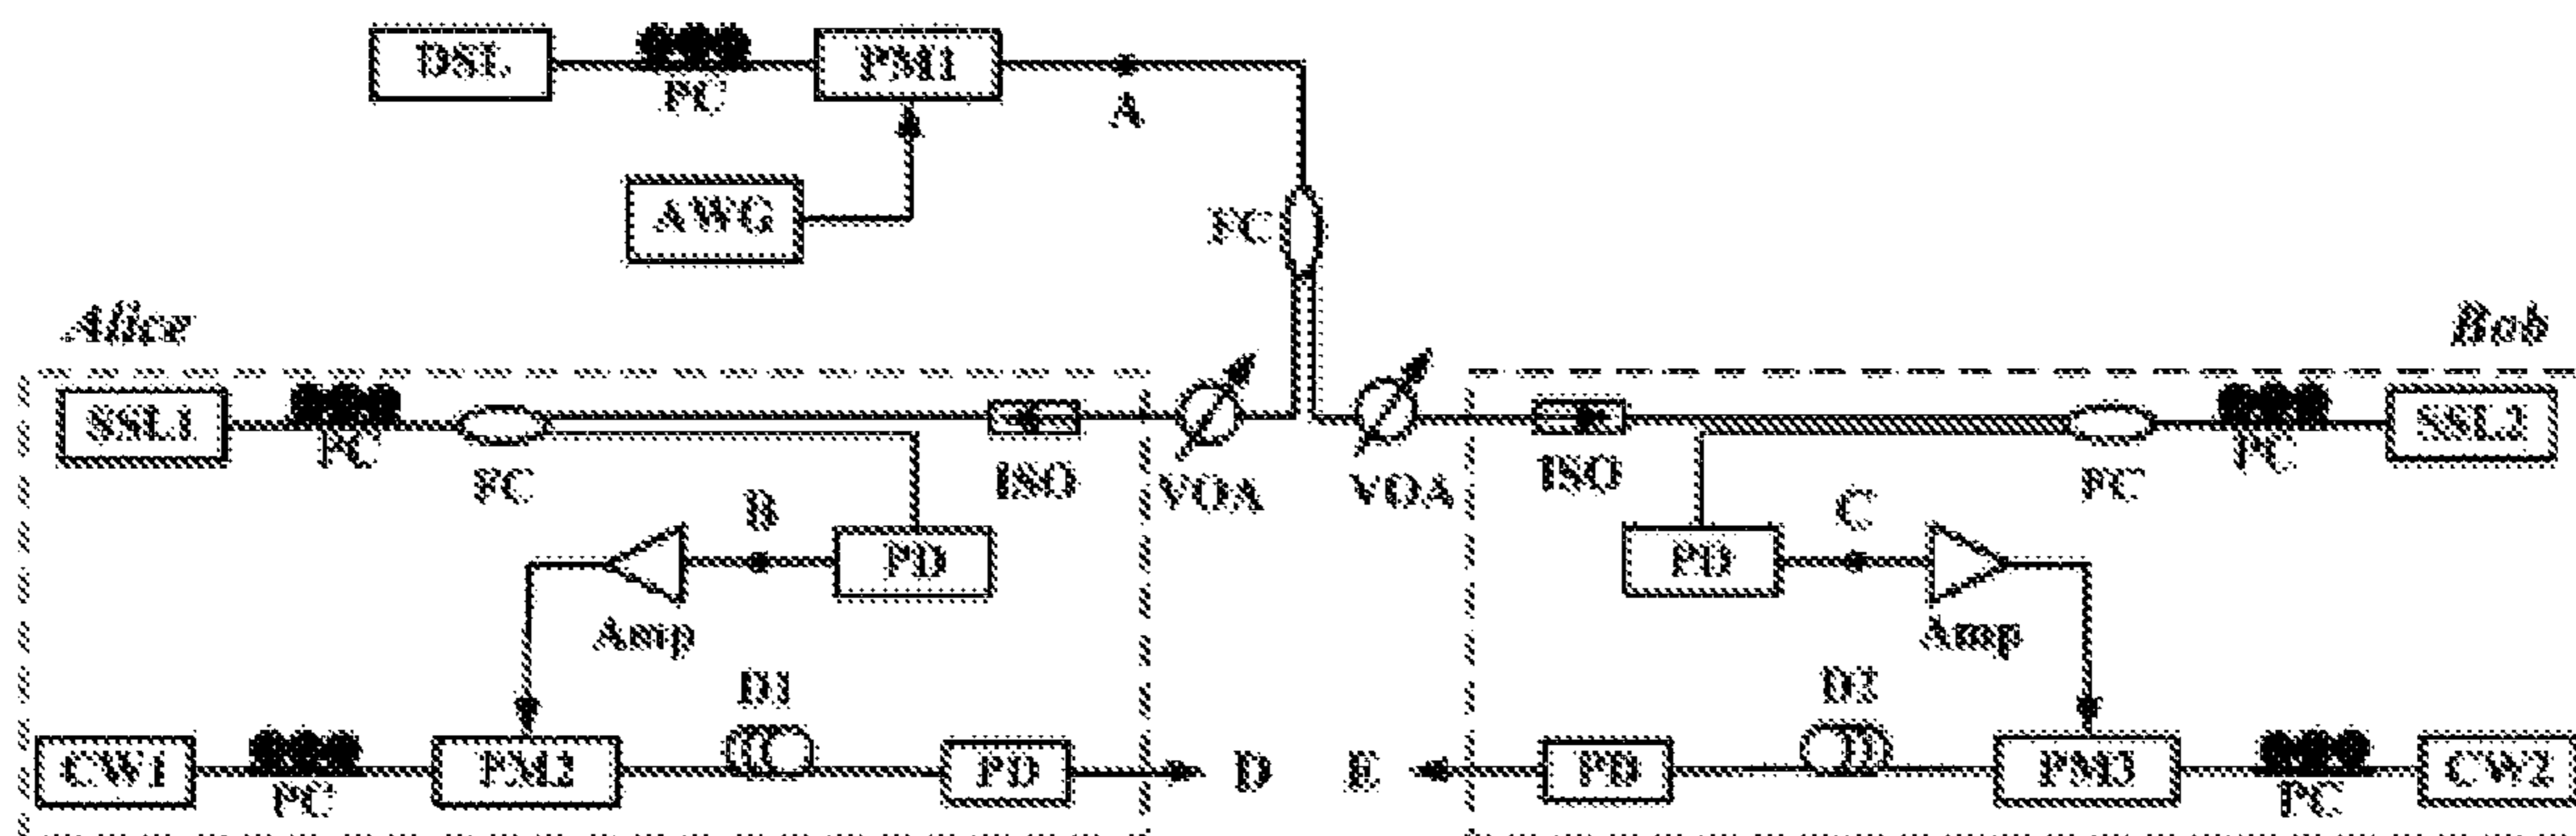 DSL PC PM1 A
AWG FC
Alice Bob
SSL1 PC FC ISO VOA VOA ISO FC PC SSL2
B PD PD C
Amp Amp
D1 D2
CW1 PC PM2 PD D E PD PM3 PC CW2